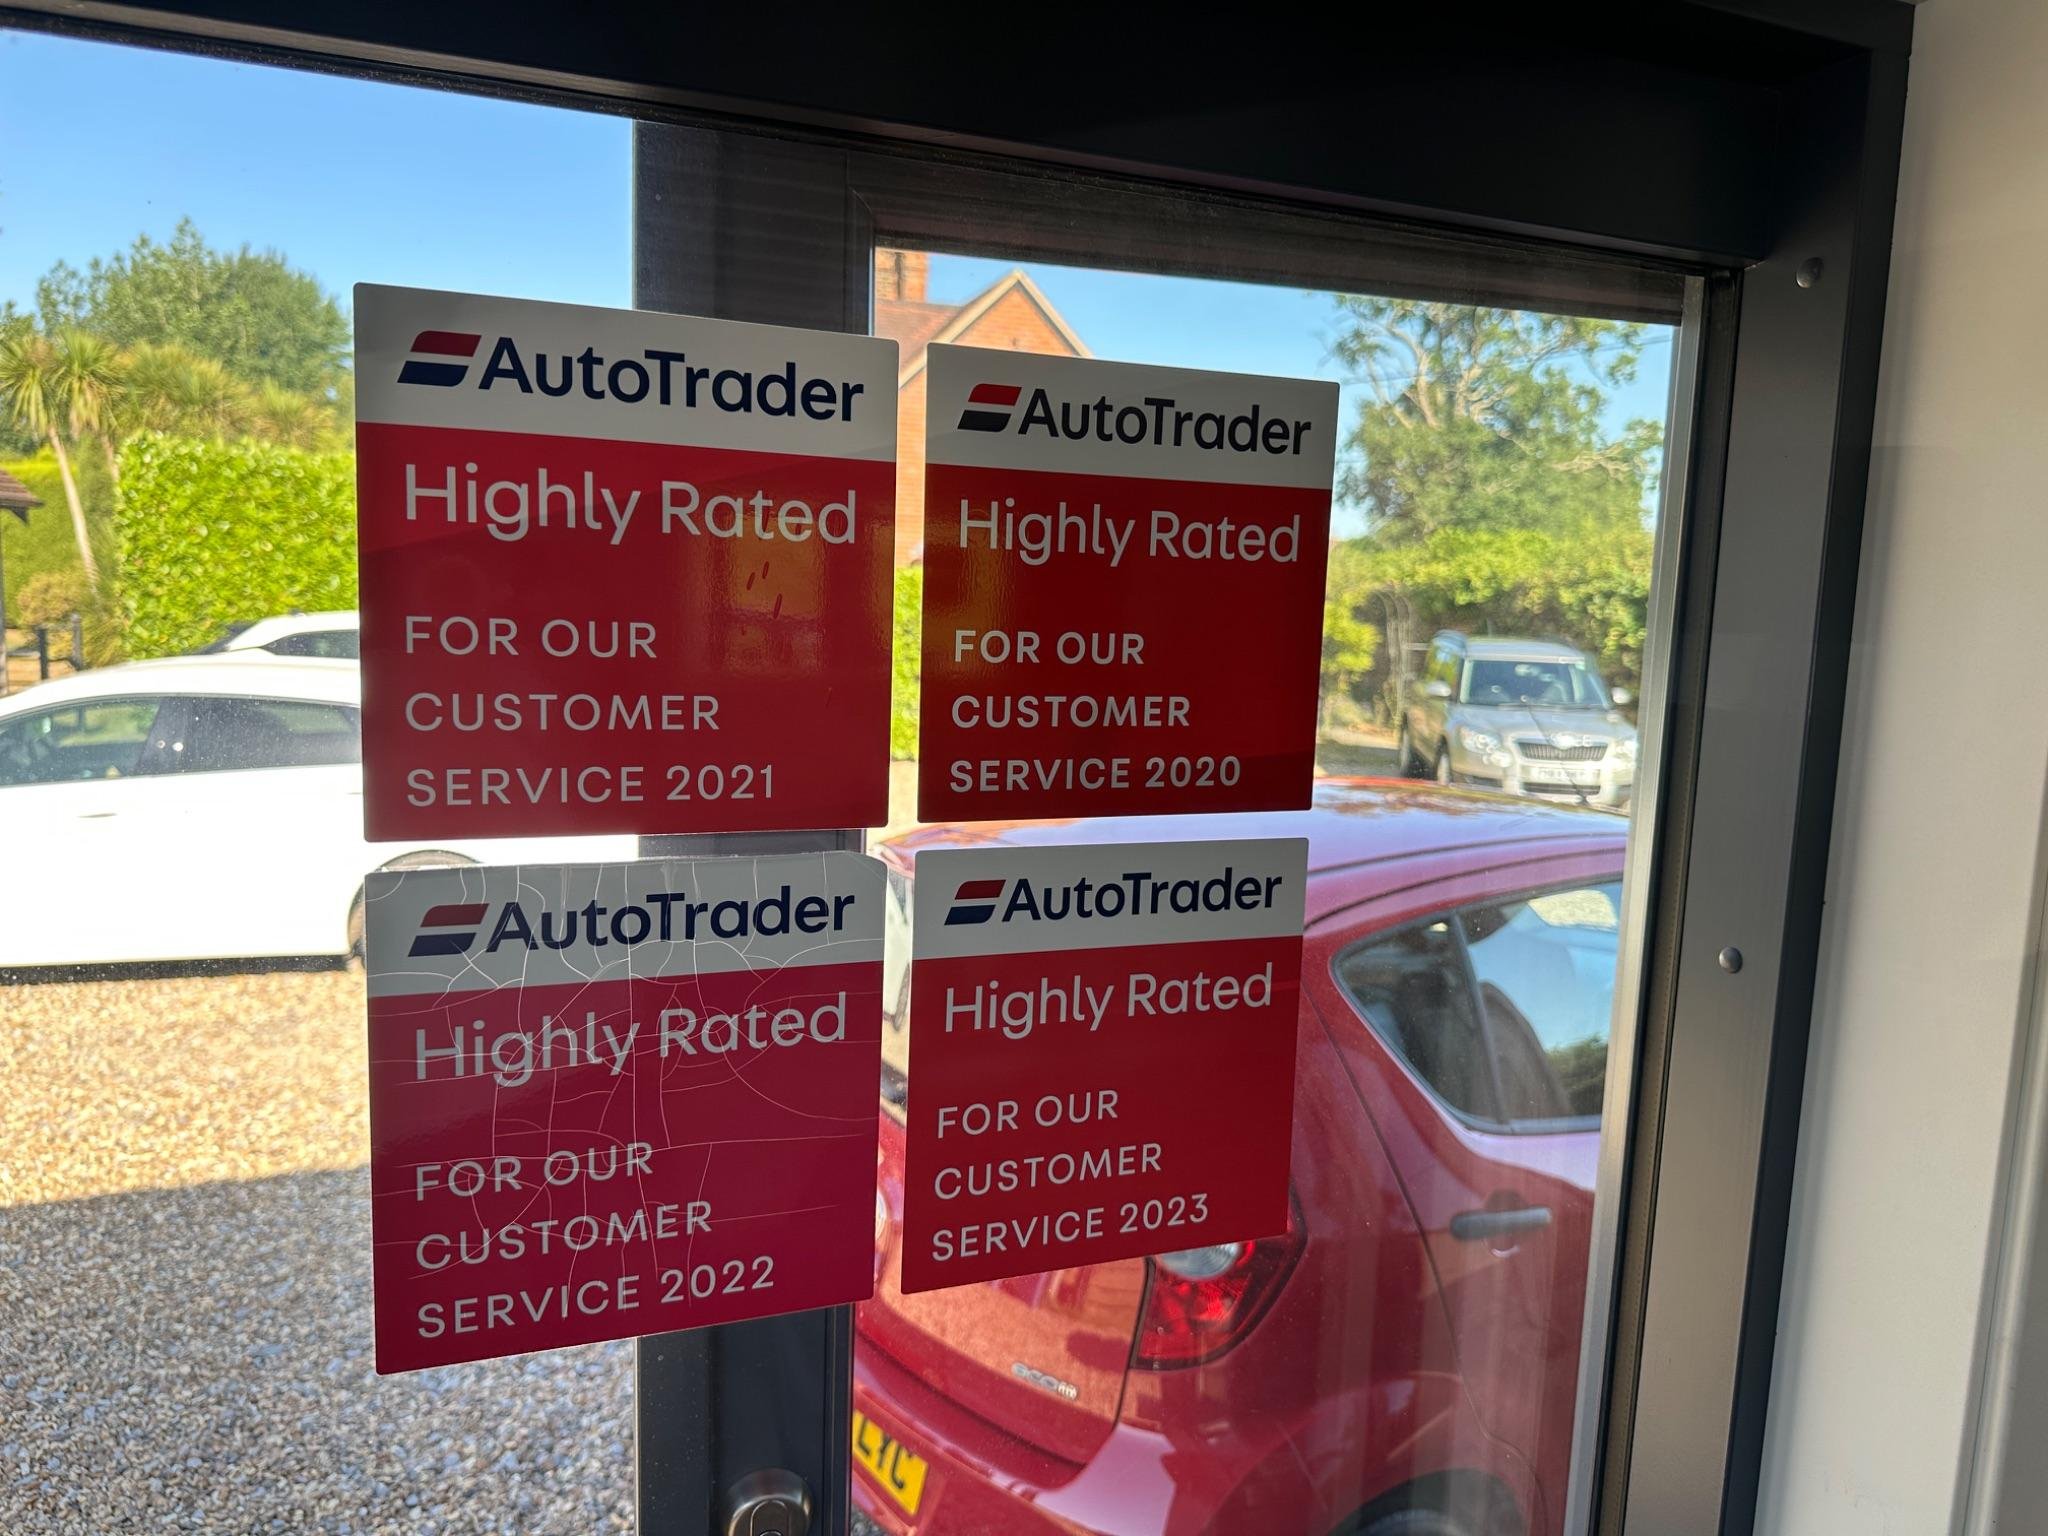 AutoTrader
Highly Rated
FOR OUR
CUSTOMER
SERVICE 2021
AutoTrader
Highly Rated
FOR OUR
CUSTOMER
SERVICE 2020
AutoTrader
Highly Rated
FOR OUR
CUSTOMER
SERVICE 2022
AutoTrader
Highly Rated
FOR OUR
CUSTOMER
SERVICE 2023